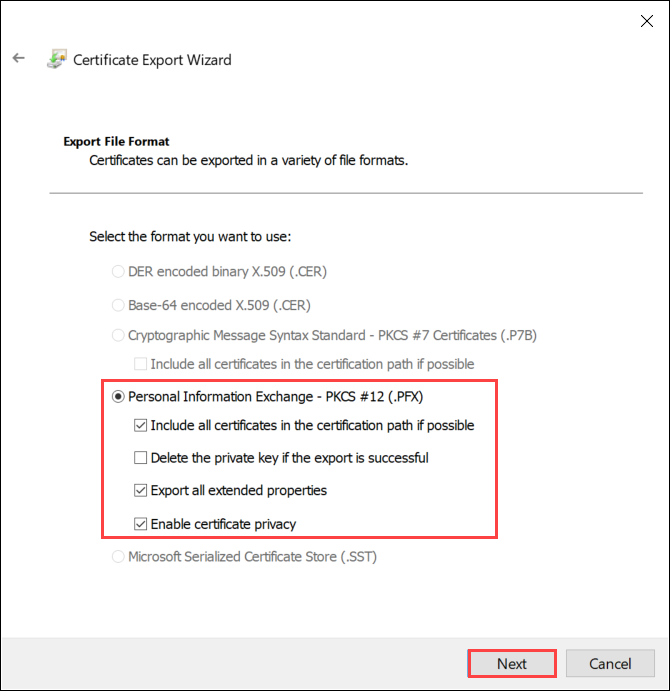 Certificate Export Wizard
Export File Format
Certificates can be exported in a variety of file formats.
Select the format you want to use:
DER encoded binary X.509 (.CER)
Base-64 encoded X.509 (.CER)
Cryptographic Message Syntax Standard - PKCS #7 Certificates (.P7B)
Include all certificates in the certification path if possible
Personal Information Exchange - PKCS #12 (.PFX)
Include all certificates in the certification path if possible
Delete the private key if the export is successful
Export all extended properties
Enable certificate privacy
Microsoft Serialized Certificate Store (.SST)
Next Cancel